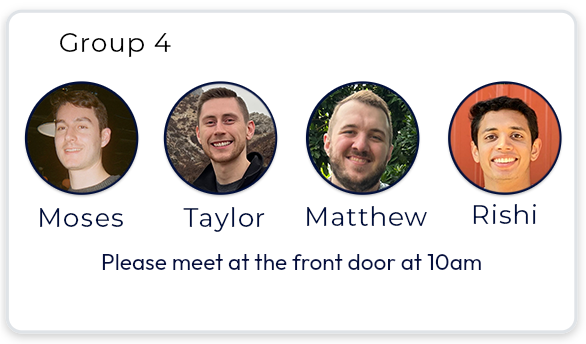 Group 4
Moses Taylor Matthew Rishi
Please meet at the front door at 10am